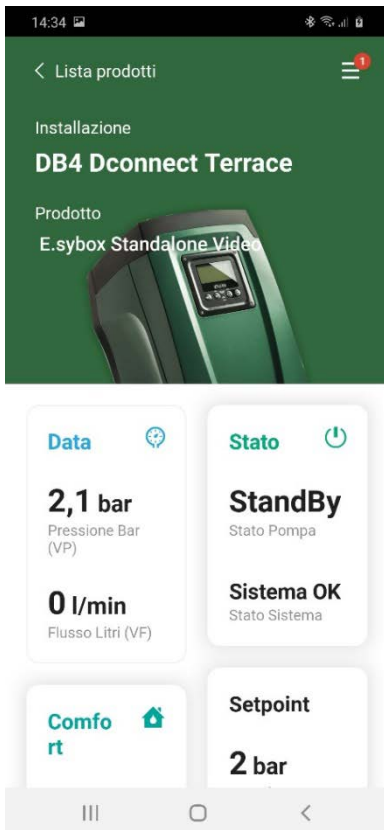 14:34
Lista prodotti
1
Installazione
DB4 Dconnect Terrace
Prodotto
E.sybox Standalone Video
Data
2,1 bar
Pressione Bar
(VP)
0 l/min
Flusso Litri (VF)
Stato
StandBy
Stato Pompa
Sistema OK
Stato Sistema
Comfo
rt
Setpoint
2 bar